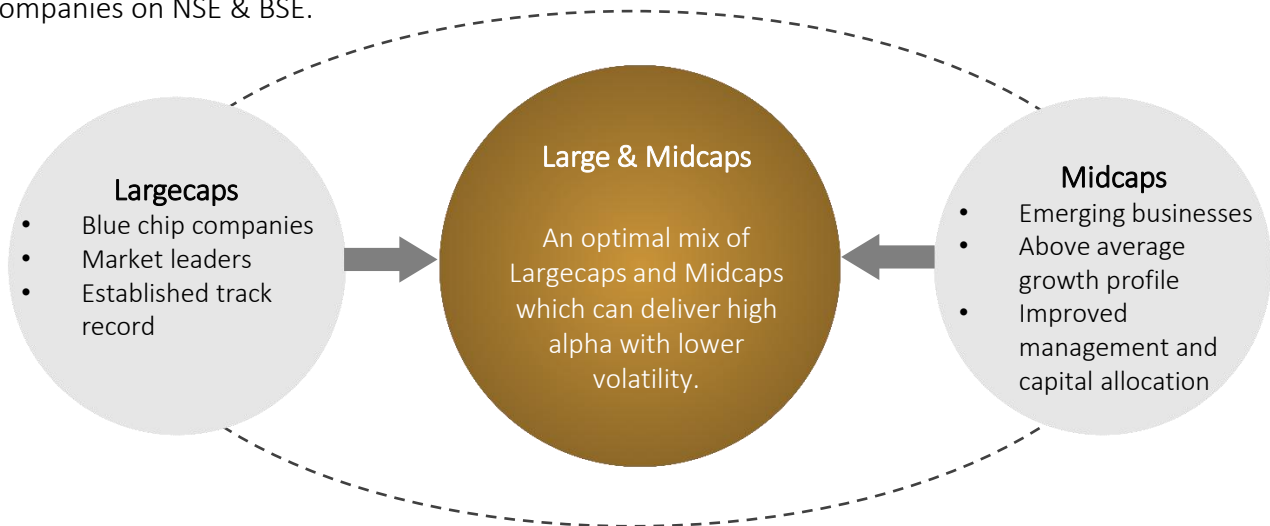 ompanies on NSE & BSE.
Largecaps
• Blue chip companies
• Market leaders
• Established track
record
Large & Midcaps
An optimal mix of
Largecaps and Midcaps
which can deliver high
alpha with lower
volatility.
Midcaps
• Emerging businesses
• Above average
growth profile
• Improved
management and
capital allocation